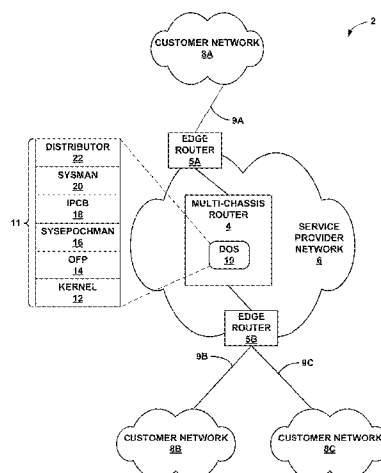 2
CUSTOMER NETWORK
8A
9A
EDGE
ROUTER
5A
DISTRIBUTOR
22
SYSMAN
20
IPCB
18
SYSEPOCHMAN
16
OFP
14
KERNEL
12
11
MULTI-CHASSIS
ROUTER
4
DOS
10
SERVICE
PROVIDER
NETWORK
6
EDGE
ROUTER
5B
9B
9C
CUSTOMER NETWORK
8B
CUSTOMER NETWORK
8C